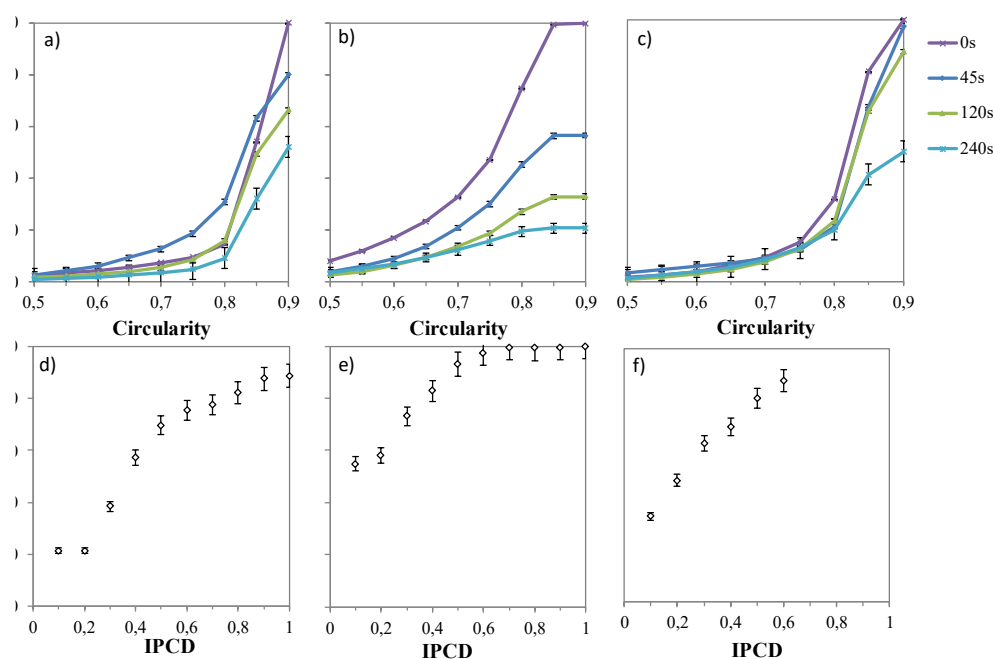 a)
b)
c)
0s
45s
120s
240s
0,5 0,6 0,7 0,8 0,9
0,5 0,6 0,7 0,8 0,9
0,5 0,6 0,7 0,8 0,9
Circularity
Circularity
Circularity
d)
e)
f)
0 0,2 0,4 0,6 0,8 1
0 0,2 0,4 0,6 0,8 1
0 0,2 0,4 0,6 0,8 1
IPCD
IPCD
IPCD